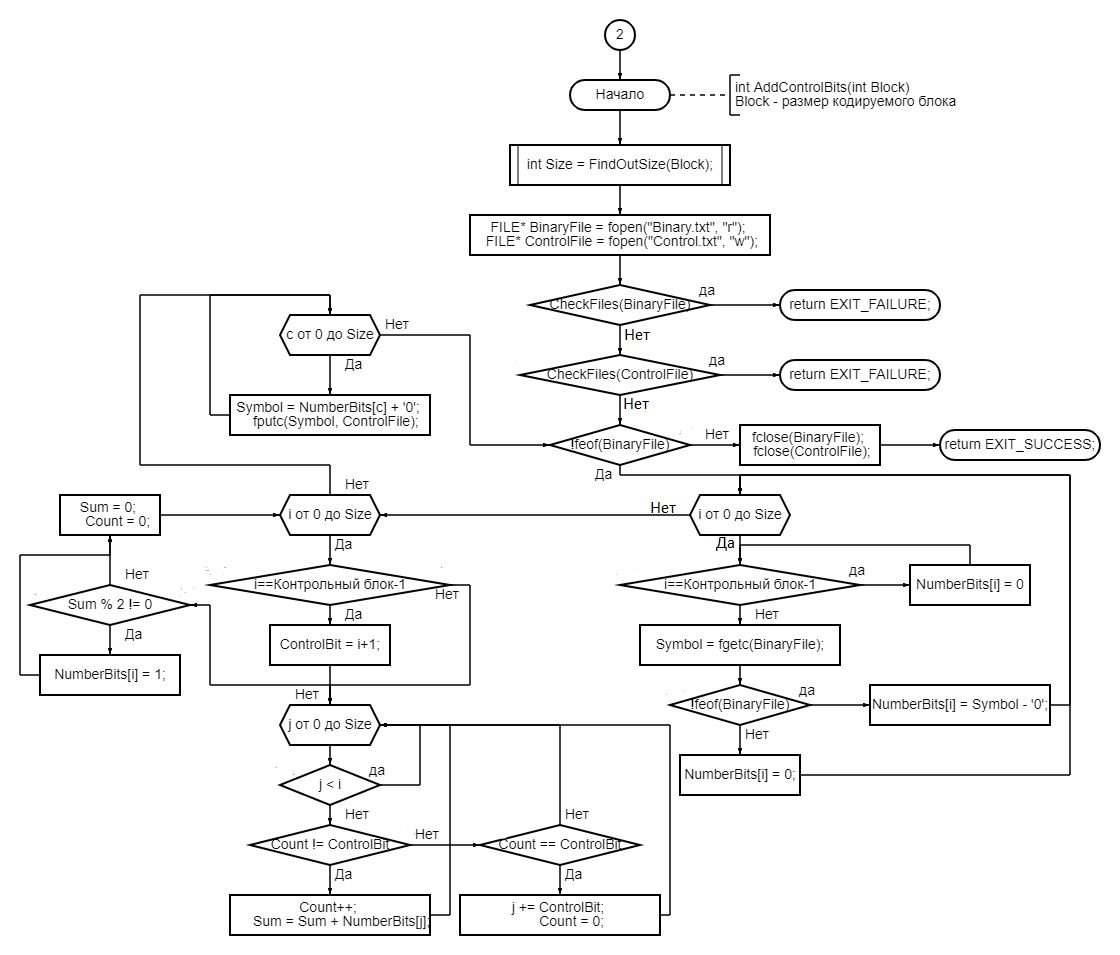 2
Начало
int AddControlBits(int Block)
Block - размер кодируемого блока
int Size = FindOutSize(Block);
FILE* BinaryFile = fopen("Binary.txt", "r");
FILE* ControlFile = fopen("Control.txt", "w");
CheckFiles(BinaryFile)
да
return EXIT_FAILURE;
Нет
CheckFiles(ControlFile)
да
return EXIT_FAILURE;
Нет
!feof(BinaryFile)
Нет
fclose(BinaryFile);
fclose(ControlFile);
return EXIT_SUCCESS;
Да
c от 0 до Size
Нет
Да
Symbol = NumberBits[c] + '0';
fputc(Symbol, ControlFile);
i от 0 до Size
Нет
Да
i==Контрольный блок-1
да
NumberBits[i] = 0
Нет
Symbol = fgetc(BinaryFile);
!feof(BinaryFile)
да
NumberBits[i] = Symbol - '0';
Нет
NumberBits[i] = 0;
Нет
i от 0 до Size
Да
Sum = 0;
Count = 0;
i==Контрольный блок-1
Нет
Да
ControlBit = i+1;
Нет
Sum % 2 != 0
Да
NumberBits[i] = 1;
Нет
j от 0 до Size
j < i
да
Нет
Count != ControlBit
Нет
Да
Count++;
Sum = Sum + NumberBits[j];
Нет
Count == ControlBit
Да
j += ControlBit;
Count = 0;